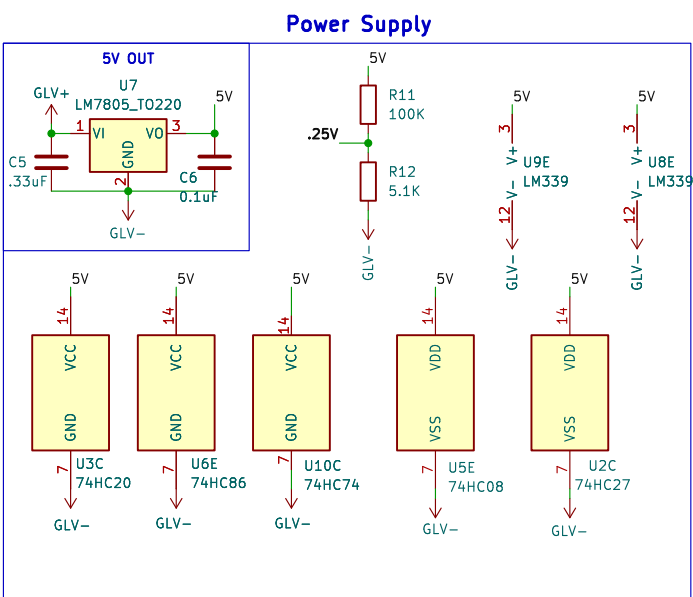 Power Supply
5V OUT
U7
LM7805_TO220
GLV+
5V
1 VI
VO 3
GND
2
C5
.33uF
C6
0.1uF
GLV-
5V
R11
100K
.25V
R12
5.1K
GLV-
5V
3
V+
U9E
LM339
V-
12
GLV-
5V
3
V+
U8E
LM339
V-
12
GLV-
5V
14
VCC
GND
7
U3C
74HC20
GLV-
5V
14
VCC
GND
7
U6E
74HC86
GLV-
5V
14
VCC
GND
7
U10C
74HC74
GLV-
5V
14
VDD
VSS
7
U5E
74HC08
GLV-
5V
14
VDD
VSS
7
U2C
74HC27
GLV-